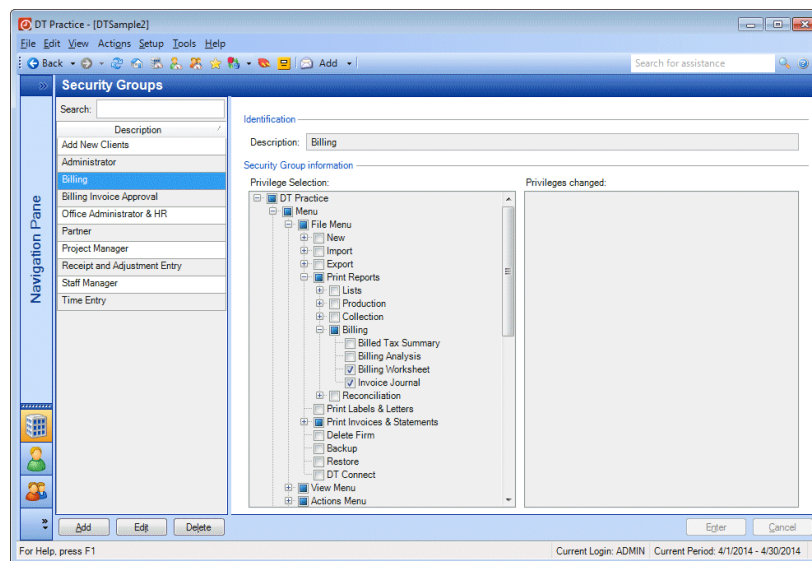 DT Practice - [DTSample2]
File Edit View Actions Setup Tools Help
Back Add Search for assistance
Security Groups
Navigation Pane
Search:
Description
Add New Clients
Administrator
Billing
Billing Invoice Approval
Office Administrator & HR
Partner
Project Manager
Receipt and Adjustment Entry
Staff Manager
Time Entry
Identification
Description: Billing
Security Group information
Privilege Selection: Privileges changed:
DT Practice
Menu
File Menu
New
Import
Export
Print Reports
Lists
Production
Collection
Billing
Billed Tax Summary
Billing Analysis
Billing Worksheet
Invoice Journal
Reconciliation
Print Labels & Letters
Print Invoices & Statements
Delete Firm
Backup
Restore
DT Connect
View Menu
Actions Menu
Add Edit Delete Enter Cancel
For Help, press F1 Current Login: ADMIN Current Period: 4/1/2014 - 4/30/2014